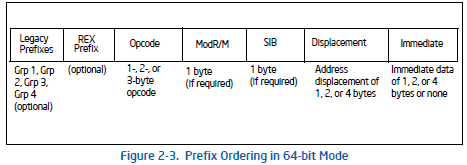 Legacy Prefixes
REX Prefix
Opcode
ModR/M
SIB
Displacement
Immediate
Grp 1, Grp
2, Grp 3,
Grp 4
(optional)
(optional)
1-, 2-, or
3-byte
opcode
1 byte
(if required)
1 byte
(if required)
Address
displacement of
1, 2, or 4 bytes
Immediate data
of 1, 2, or 4
bytes or none
Figure 2-3. Prefix Ordering in 64-bit Mode